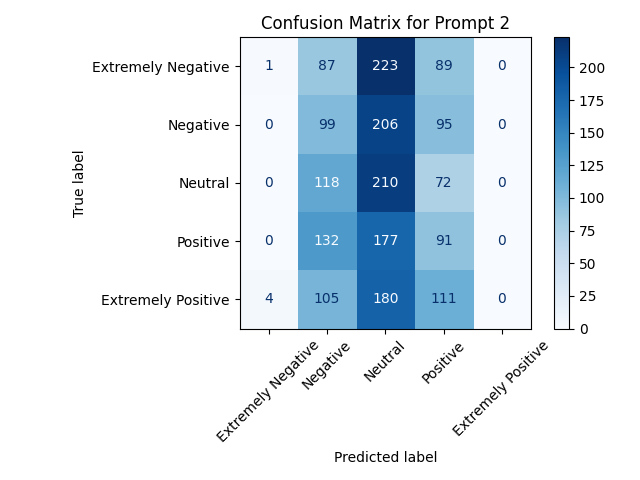 Confusion Matrix for Prompt 2
True label
Extremely Negative 1 87 223 89 0
Negative 0 99 206 95 0
Neutral 0 118 210 72 0
Positive 0 132 177 91 0
Extremely Positive 4 105 180 111 0
Extremely Negative Negative Neutral Positive Extremely Positive
Predicted label
200
175
150
125
100
75
50
25
0